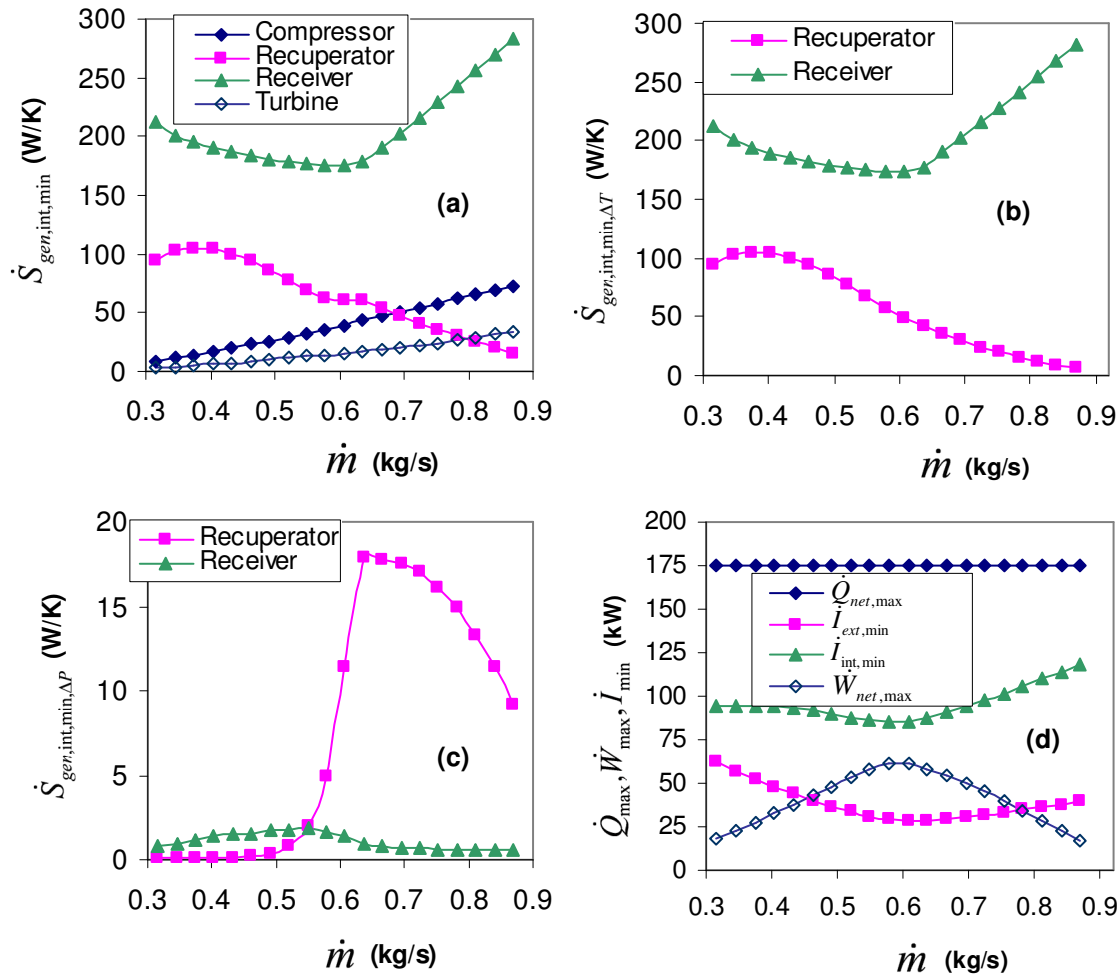 300
250
200
150
100
50
0
Ṡgen,int,min (W/K)
Compressor
Recuperator
Receiver
Turbine
(a)
0.3 0.4 0.5 0.6 0.7 0.8 0.9
ṁ (kg/s)
300
250
200
150
100
50
0
Ṡgen,int,min,ΔT (W/K)
Recuperator
Receiver
(b)
0.3 0.4 0.5 0.6 0.7 0.8 0.9
ṁ (kg/s)
20
15
10
5
0
Ṡgen,int,min,ΔP (W/K)
Recuperator
Receiver
(c)
0.3 0.4 0.5 0.6 0.7 0.8 0.9
ṁ (kg/s)
200
175
150
125
100
75
50
25
0
Q̇max, Ẇmax, İmin (kW)
Q̇net,max
İext,min
İint,min
Ẇnet,max
(d)
0.3 0.4 0.5 0.6 0.7 0.8 0.9
ṁ (kg/s)